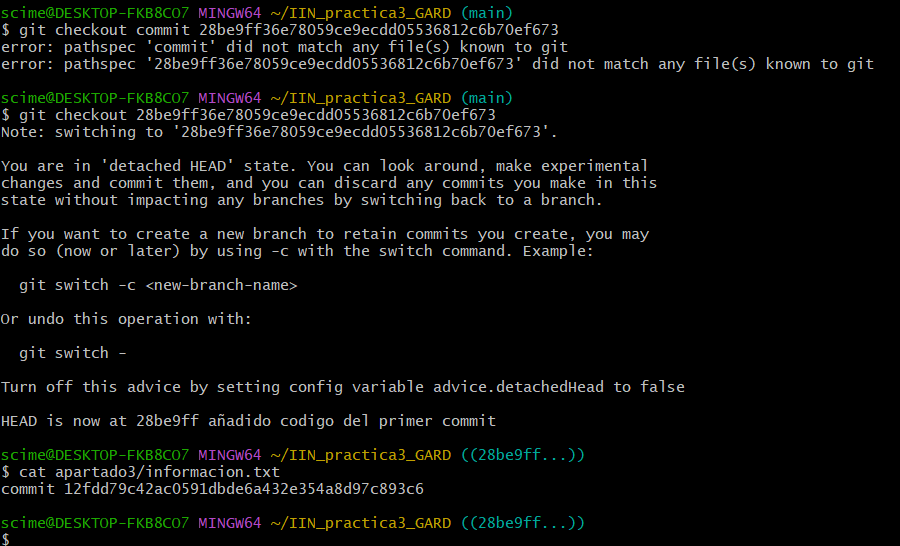 scime@DESKTOP-FKB8CO7 MINGW64 ~/IIN_practica3_GARD (main)
$ git checkout commit 28be9ff36e78059ce9ecdd05536812c6b70ef673
error: pathspec 'commit' did not match any file(s) known to git
error: pathspec '28be9ff36e78059ce9ecdd05536812c6b70ef673' did not match any file(s) known to git
scime@DESKTOP-FKB8CO7 MINGW64 ~/IIN_practica3_GARD (main)
$ git checkout 28be9ff36e78059ce9ecdd05536812c6b70ef673
Note: switching to '28be9ff36e78059ce9ecdd05536812c6b70ef673'.
You are in 'detached HEAD' state. You can look around, make experimental
changes and commit them, and you can discard any commits you make in this
state without impacting any branches by switching back to a branch.
If you want to create a new branch to retain commits you create, you may
do so (now or later) by using -c with the switch command. Example:
git switch -c <new-branch-name>
Or undo this operation with:
git switch -
Turn off this advice by setting config variable advice.detachedHead to false
HEAD is now at 28be9ff añadido codigo del primer commit
scime@DESKTOP-FKB8CO7 MINGW64 ~/IIN_practica3_GARD ((28be9ff...))
$ cat apartado3/informacion.txt
commit 12fdd79c42ac0591dbde6a432e354a8d97c893c6
scime@DESKTOP-FKB8CO7 MINGW64 ~/IIN_practica3_GARD ((28be9ff...))
$